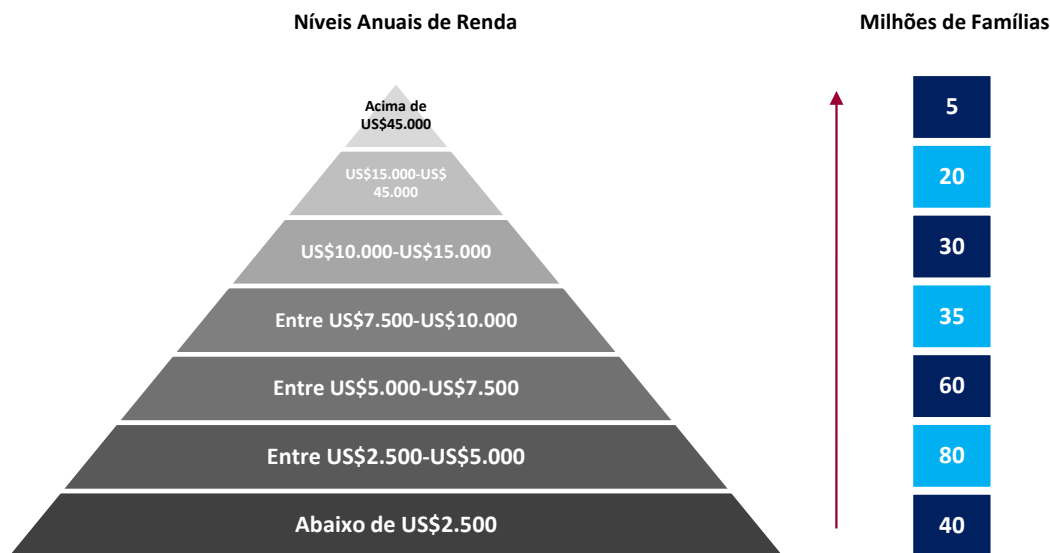 Níveis Anuais de Renda
Milhões de Famílias
Acima de
US$45.000
5
US$15.000-US$
45.000
20
US$10.000-US$15.000
30
Entre US$7.500-US$10.000
35
Entre US$5.000-US$7.500
60
Entre US$2.500-US$5.000
80
Abaixo de US$2.500
40